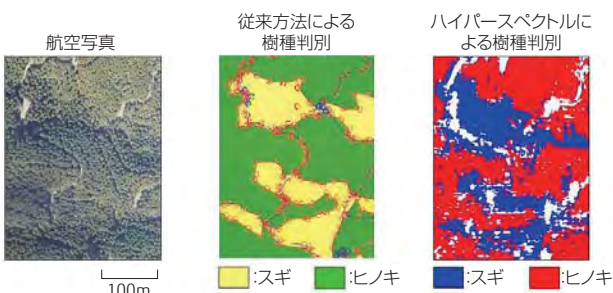 航空写真
従来方法による
樹種判別
ハイパースペクトルに
よる樹種判別
100m
:スギ :ヒノキ
:スギ :ヒノキ